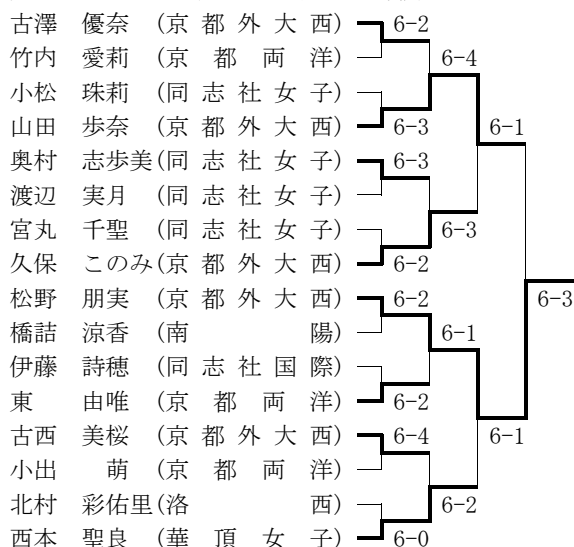 古澤 優奈 (京都外大西) 6-2
竹内 愛莉 (京都両洋) 6-4
小松 珠莉 (同志社女子)
山田 歩奈 (京都外大西) 6-3 6-1
奥村 志歩美 (同志社女子) 6-3
渡辺 実月 (同志社女子)
宮丸 千聖 (同志社女子) 6-3
久保 このみ (京都外大西) 6-2
松野 朋実 (京都外大西) 6-2 6-3
橋詰 涼香 (南陽) 6-1
伊藤 詩穂 (同志社国際)
東 由唯 (京都両洋) 6-2
古西 美桜 (京都外大西) 6-4 6-1
小出 萌 (京都両洋)
北村 彩佑里 (洛西) 6-2
西本 聖良 (華頂女子) 6-0